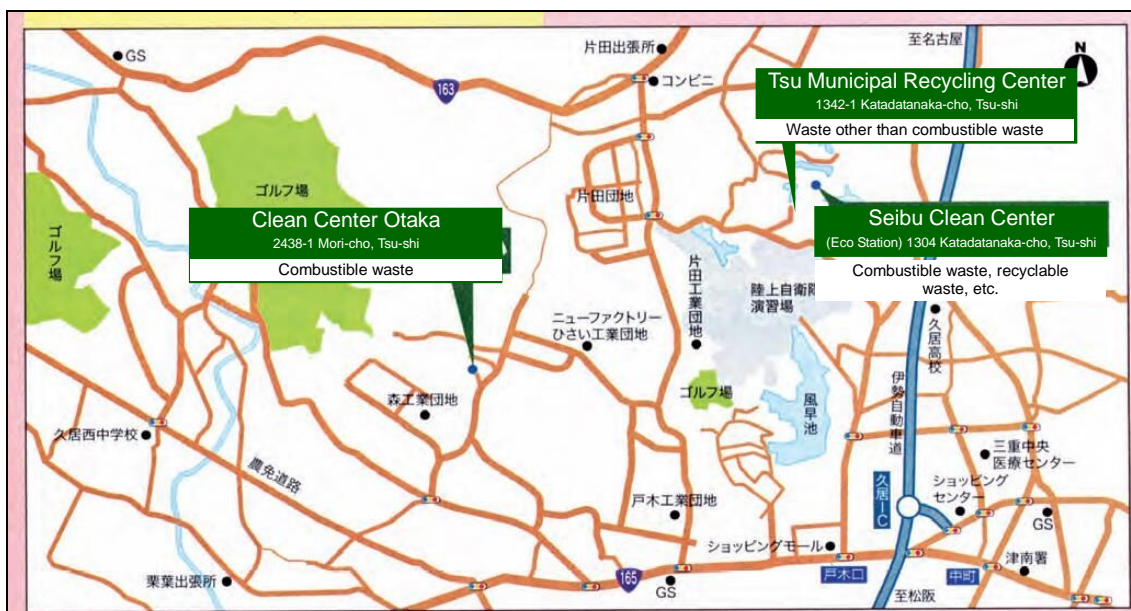 GS
片田出張所
至名古屋
N
163
コンビニ
Tsu Municipal Recycling Center
1342-1 Katadatanaka-cho, Tsu-shi
Waste other than combustible waste
ゴルフ場
片田団地
ゴルフ場
Clean Center Otaka
2438-1 Mori-cho, Tsu-shi
Combustible waste
Seibu Clean Center
(Eco Station) 1304 Katadatanaka-cho, Tsu-shi
Combustible waste, recyclable
waste, etc.
片田工業団地
陸上自衛隊
演習場
ニューファクトリー
ひさい工業団地
久居高校
伊勢自動車道
ゴルフ場
風早池
森工業団地
久居西中学校
農免道路
三重中央
医療センター
久居IC
ショッピング
センター
戸木工業団地
GS
ショッピングモール
栗葉出張所
165
GS
戸木口
中町
津南署
至松阪